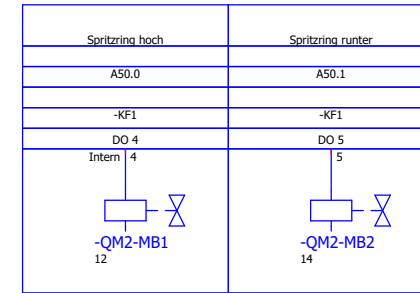 Spritzring hoch Spritzring runter
A50.0 A50.1
-KF1 -KF1
DO 4 DO 5
Intern 4 5
-QM2-MB1 -QM2-MB2
12 14